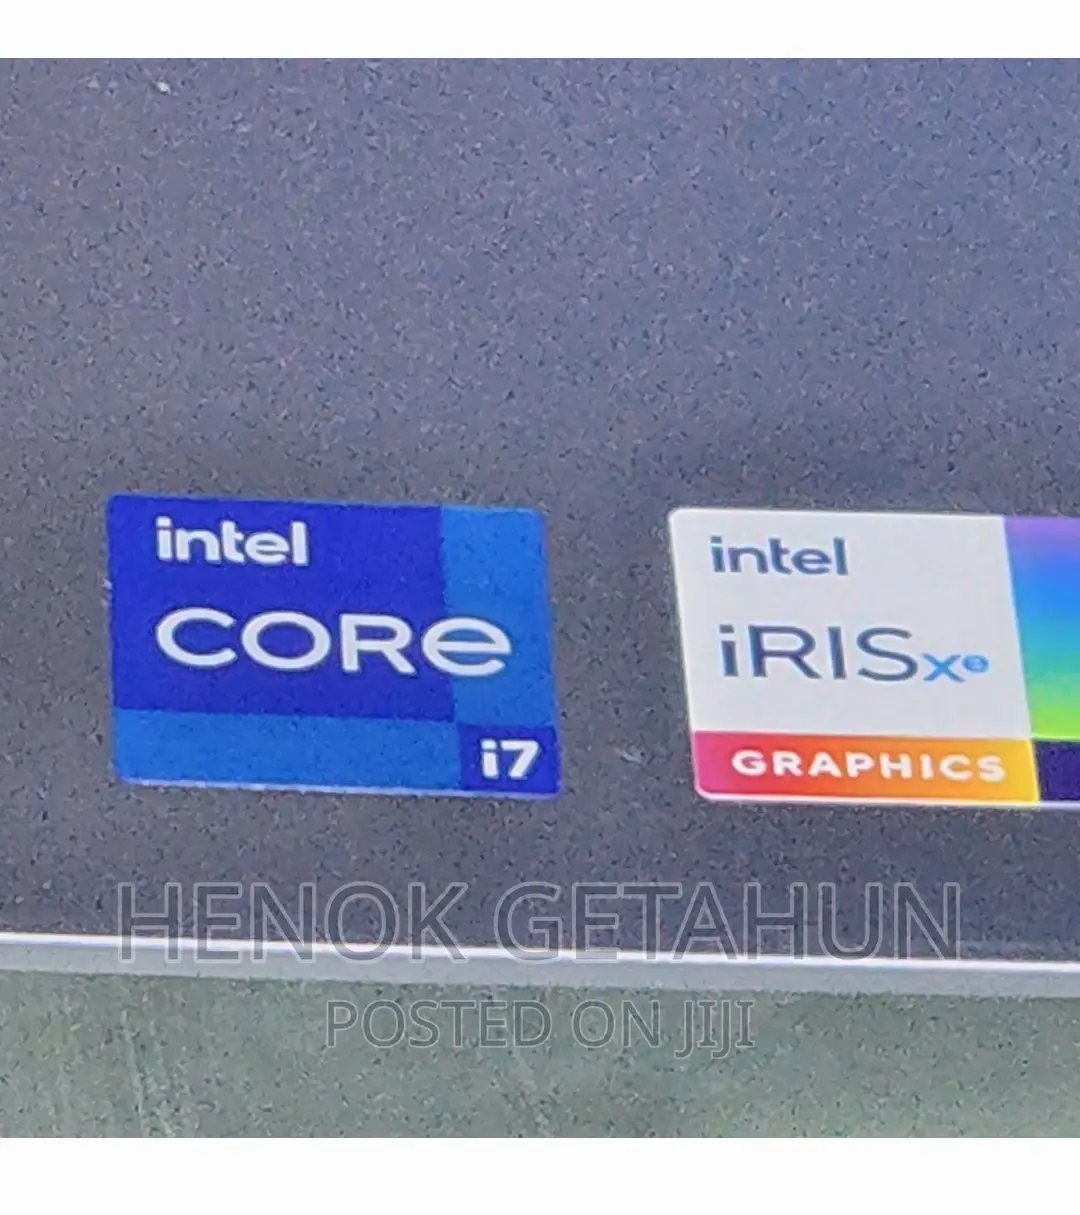 intel
CORe
i7
intel
iRISxe
GRAPHICS
HENOK GETAHUN
POSTED ON JIJI